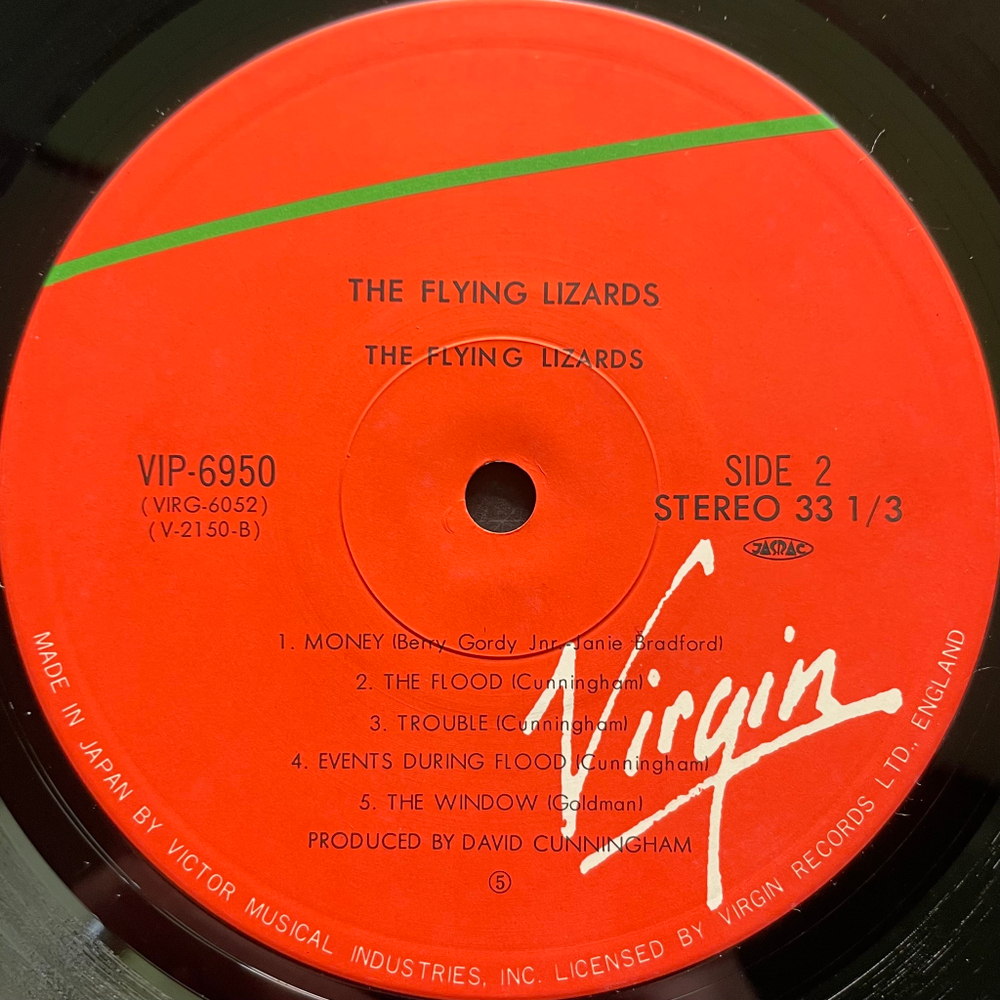 THE FLYING LIZARDS
THE FLYING LIZARDS
VIP-6950
(VIRG-6052)
(V-2150-B)
SIDE 2
STEREO 33 1/3
JASRAC
1. MONEY (Berry Gordy Jnr.-Janie Bradford)
2. THE FLOOD (Cunningham)
3. TROUBLE (Cunningham)
4. EVENTS DURING FLOOD (Cunningham)
5. THE WINDOW (Goldman)
PRODUCED BY DAVID CUNNINGHAM
⑤
Virgin
MADE IN JAPAN BY VICTOR MUSICAL INDUSTRIES, INC. LICENSED BY VIRGIN RECORDS LTD., ENGLAND